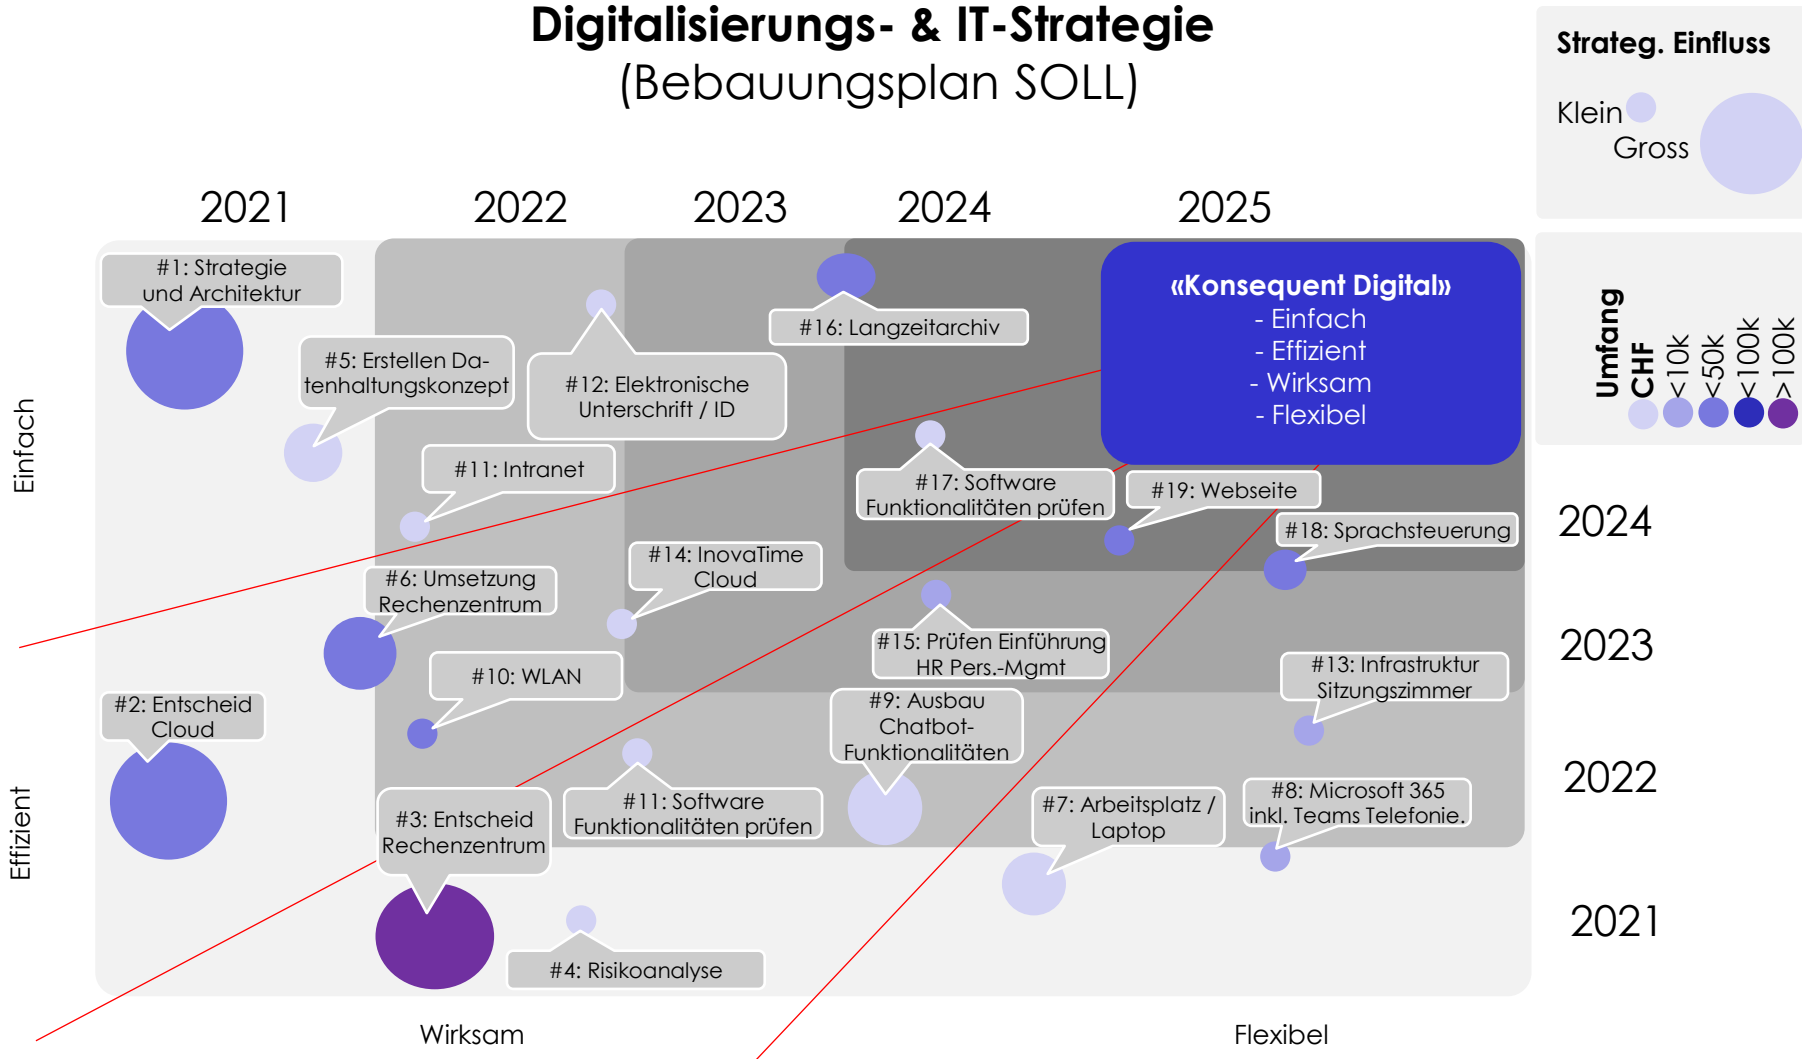 Digitalisierungs- & IT-Strategie
(Bebauungsplan SOLL)
Strateg. Einfluss
Klein
Gross
2021
2022
2023
2024
2025
Umfang
CHF
<10k
<50k
<100k
>100k
#1: Strategie
und Architektur
#5: Erstellen Da-
tenhaltungskonzept
#12: Elektronische
Unterschrift / ID
#16: Langzeitarchiv
«Konsequent Digital»
- Einfach
- Effizient
- Wirksam
- Flexibel
#11: Intranet
#17: Software
Funktionalitäten prüfen
#19: Webseite
#18: Sprachsteuerung
#14: InovaTime
Cloud
#6: Umsetzung
Rechenzentrum
#15: Prüfen Einführung
HR Pers.-Mgmt
#10: WLAN
#13: Infrastruktur
Sitzungszimmer
#2: Entscheid
Cloud
#9: Ausbau
Chatbot-
Funktionalitäten
#3: Entscheid
Rechenzentrum
#11: Software
Funktionalitäten prüfen
#7: Arbeitsplatz /
Laptop
#8: Microsoft 365
inkl. Teams Telefonie.
#4: Risikoanalyse
2024
2023
2022
2021
Einfach
Effizient
Wirksam
Flexibel